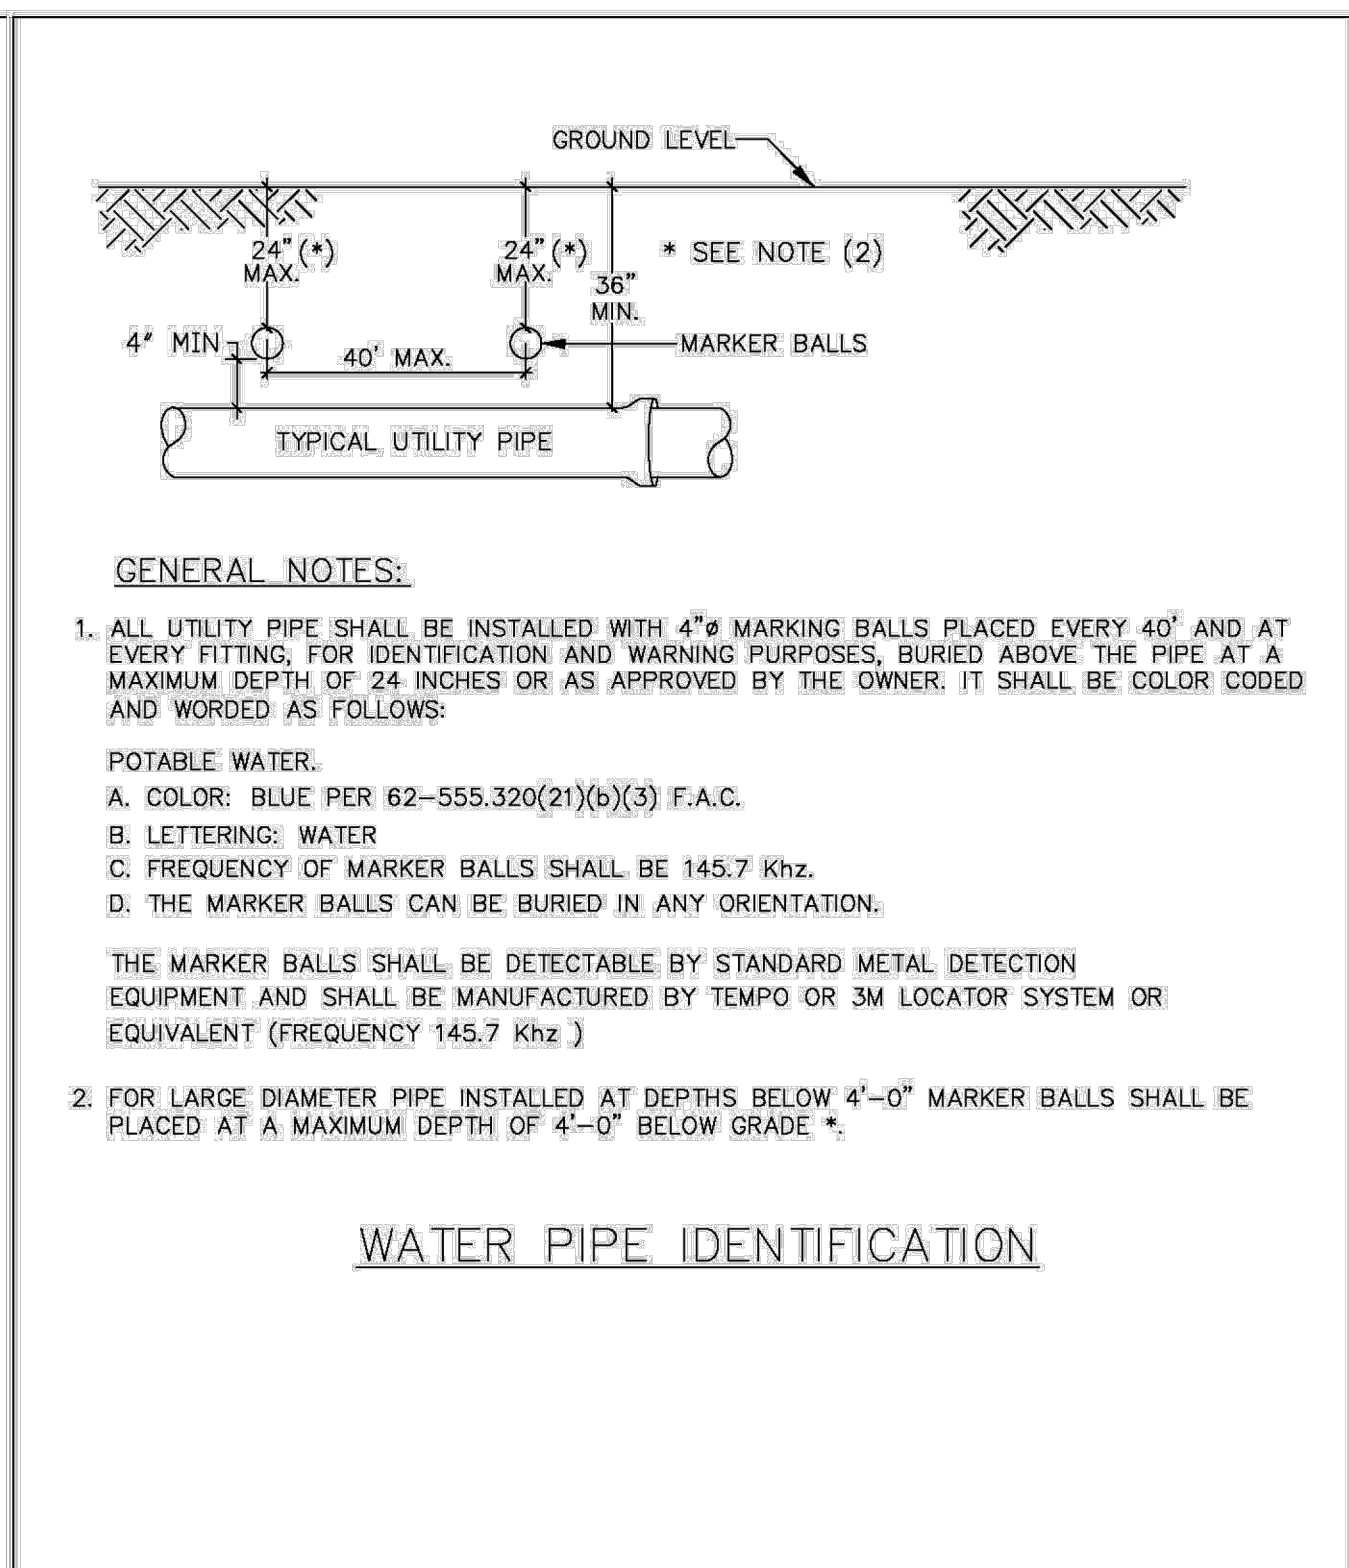 GROUND LEVEL
24"(*)
MAX.
24"(*)
MAX.
* SEE NOTE (2)
36"
MIN.
4" MIN
40' MAX.
MARKER BALLS
TYPICAL UTILITY PIPE
GENERAL NOTES:
1. ALL UTILITY PIPE SHALL BE INSTALLED WITH 4"ø MARKING BALLS PLACED EVERY 40' AND AT
EVERY FITTING, FOR IDENTIFICATION AND WARNING PURPOSES, BURIED ABOVE THE PIPE AT A
MAXIMUM DEPTH OF 24 INCHES OR AS APPROVED BY THE OWNER. IT SHALL BE COLOR CODED
AND WORDED AS FOLLOWS:
POTABLE WATER.
A. COLOR: BLUE PER 62-555.320(21)(b)(3) F.A.C.
B. LETTERING: WATER
C. FREQUENCY OF MARKER BALLS SHALL BE 145.7 Khz.
D. THE MARKER BALLS CAN BE BURIED IN ANY ORIENTATION.
THE MARKER BALLS SHALL BE DETECTABLE BY STANDARD METAL DETECTION
EQUIPMENT AND SHALL BE MANUFACTURED BY TEMPO OR 3M LOCATOR SYSTEM OR
EQUIVALENT (FREQUENCY 145.7 Khz )
2. FOR LARGE DIAMETER PIPE INSTALLED AT DEPTHS BELOW 4'-0" MARKER BALLS SHALL BE
PLACED AT A MAXIMUM DEPTH OF 4'-0" BELOW GRADE *.
WATER PIPE IDENTIFICATION